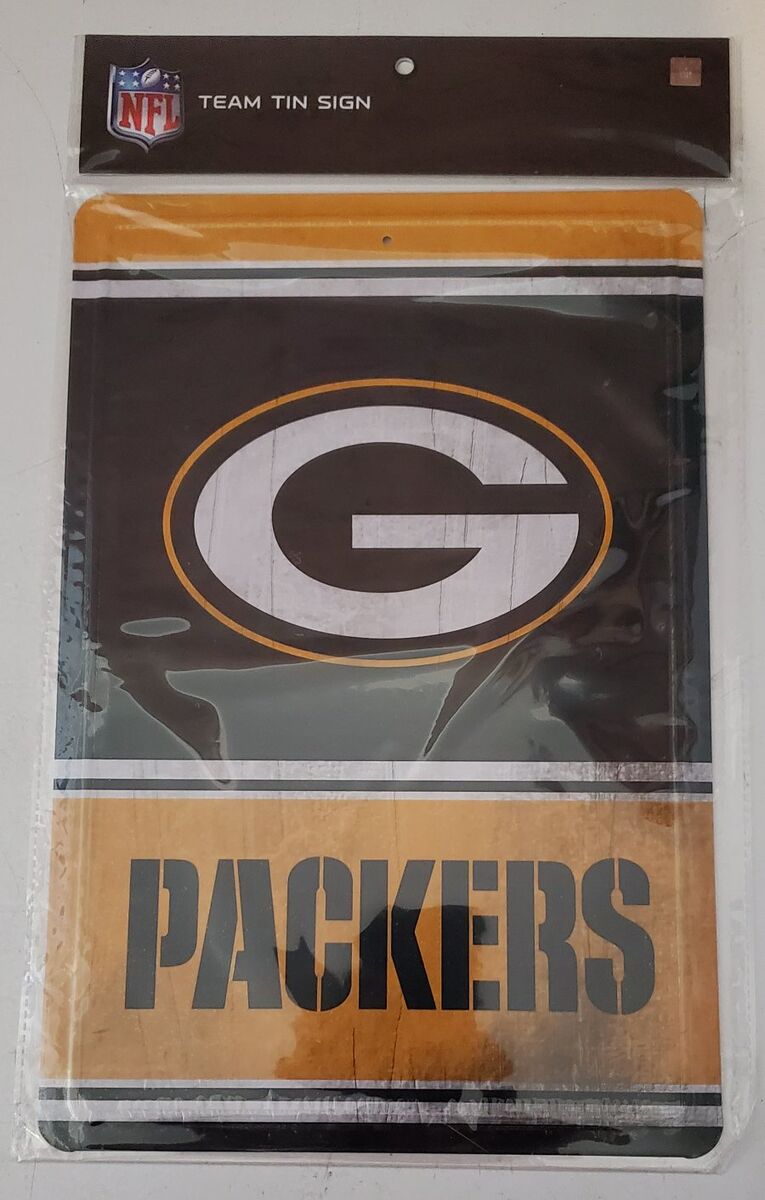 NFL
TEAM TIN SIGN
G
PACKERS